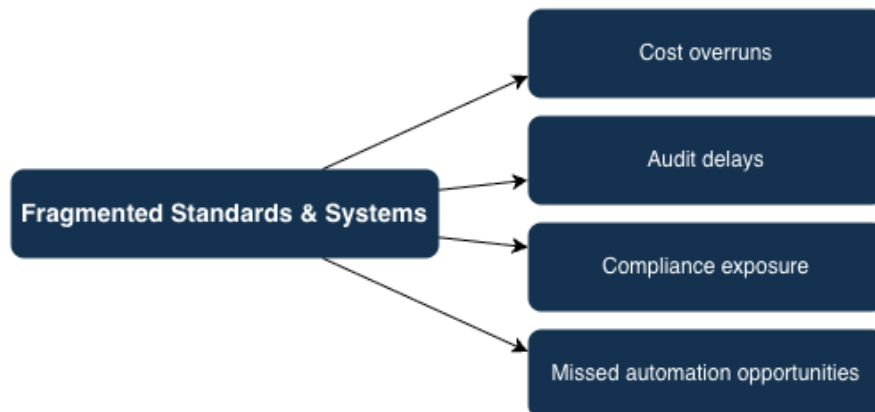 Cost overruns
Audit delays
Fragmented Standards & Systems
Compliance exposure
Missed automation opportunities